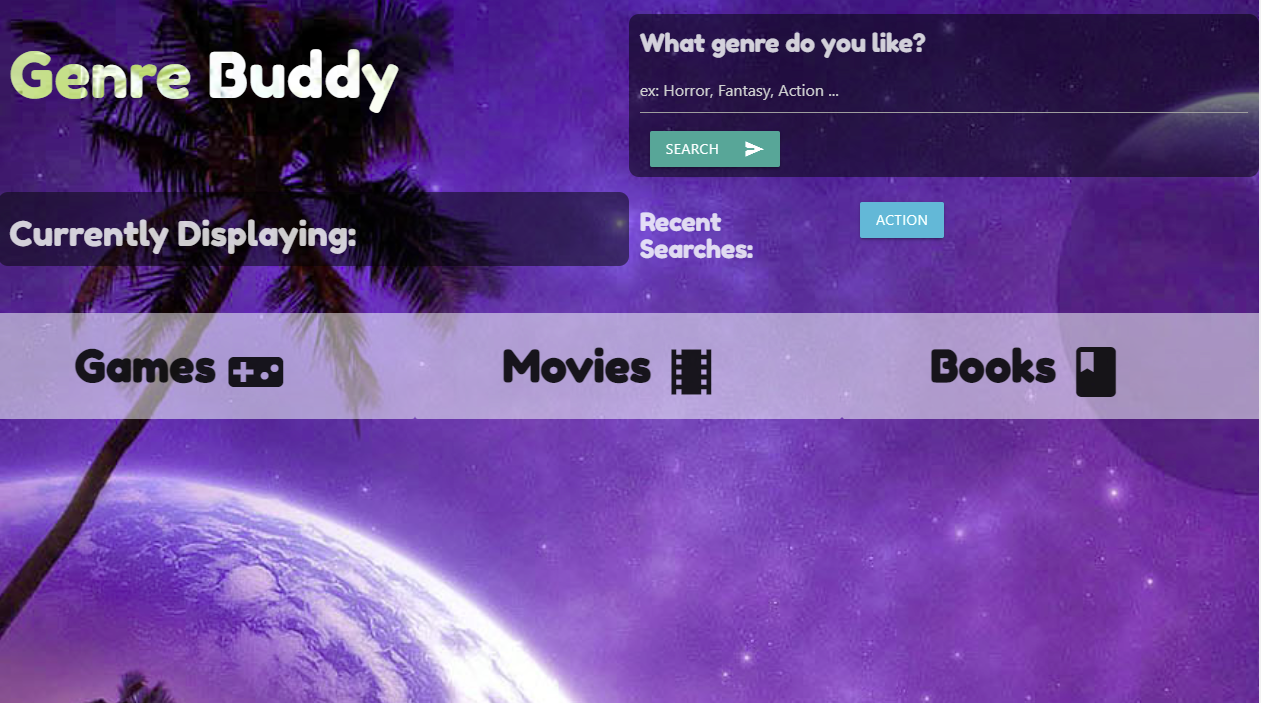 Genre Buddy
What genre do you like?
ex: Horror, Fantasy, Action ...
SEARCH
Currently Displaying:
Recent
Searches:
ACTION
Games
Movies
Books